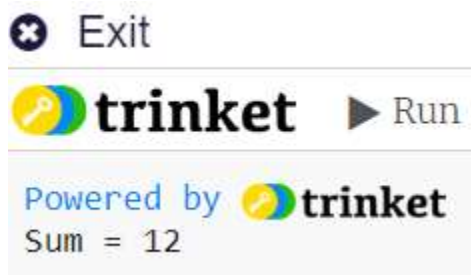 Exit
trinket Run
Powered by trinket
Sum = 12